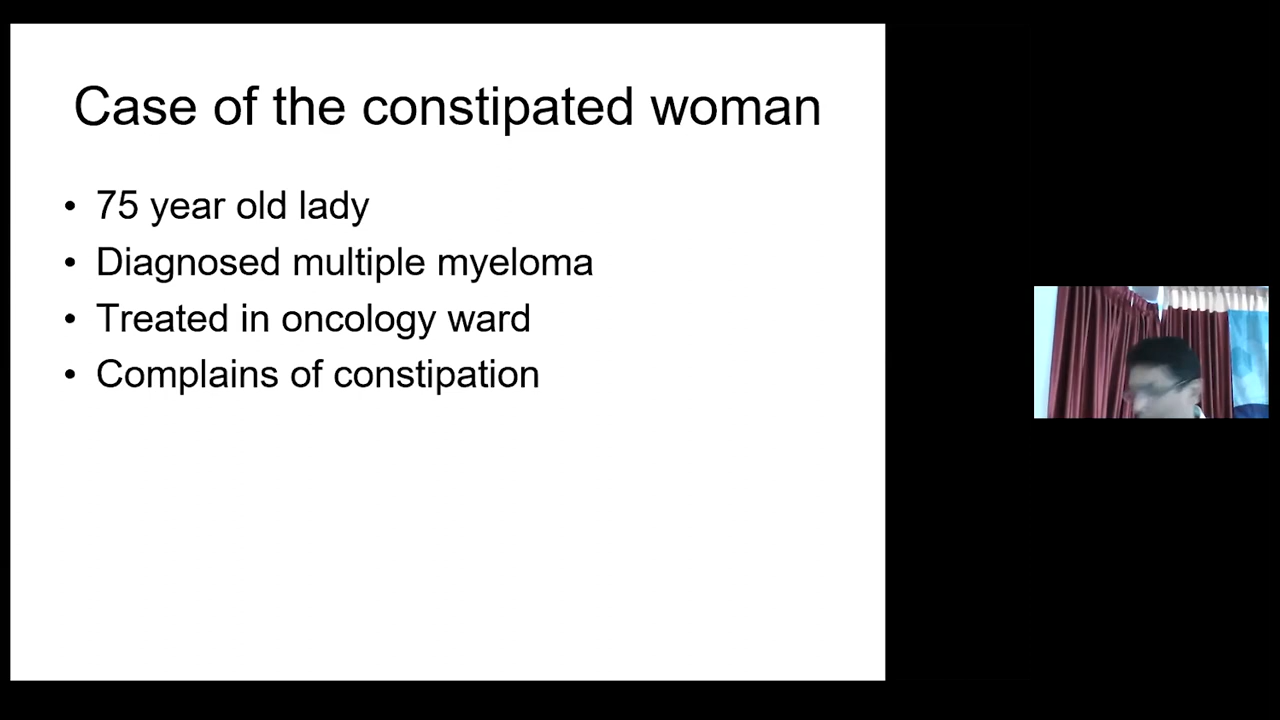 Case of the constipated woman
• 75 year old lady
• Diagnosed multiple myeloma
• Treated in oncology ward
• Complains of constipation